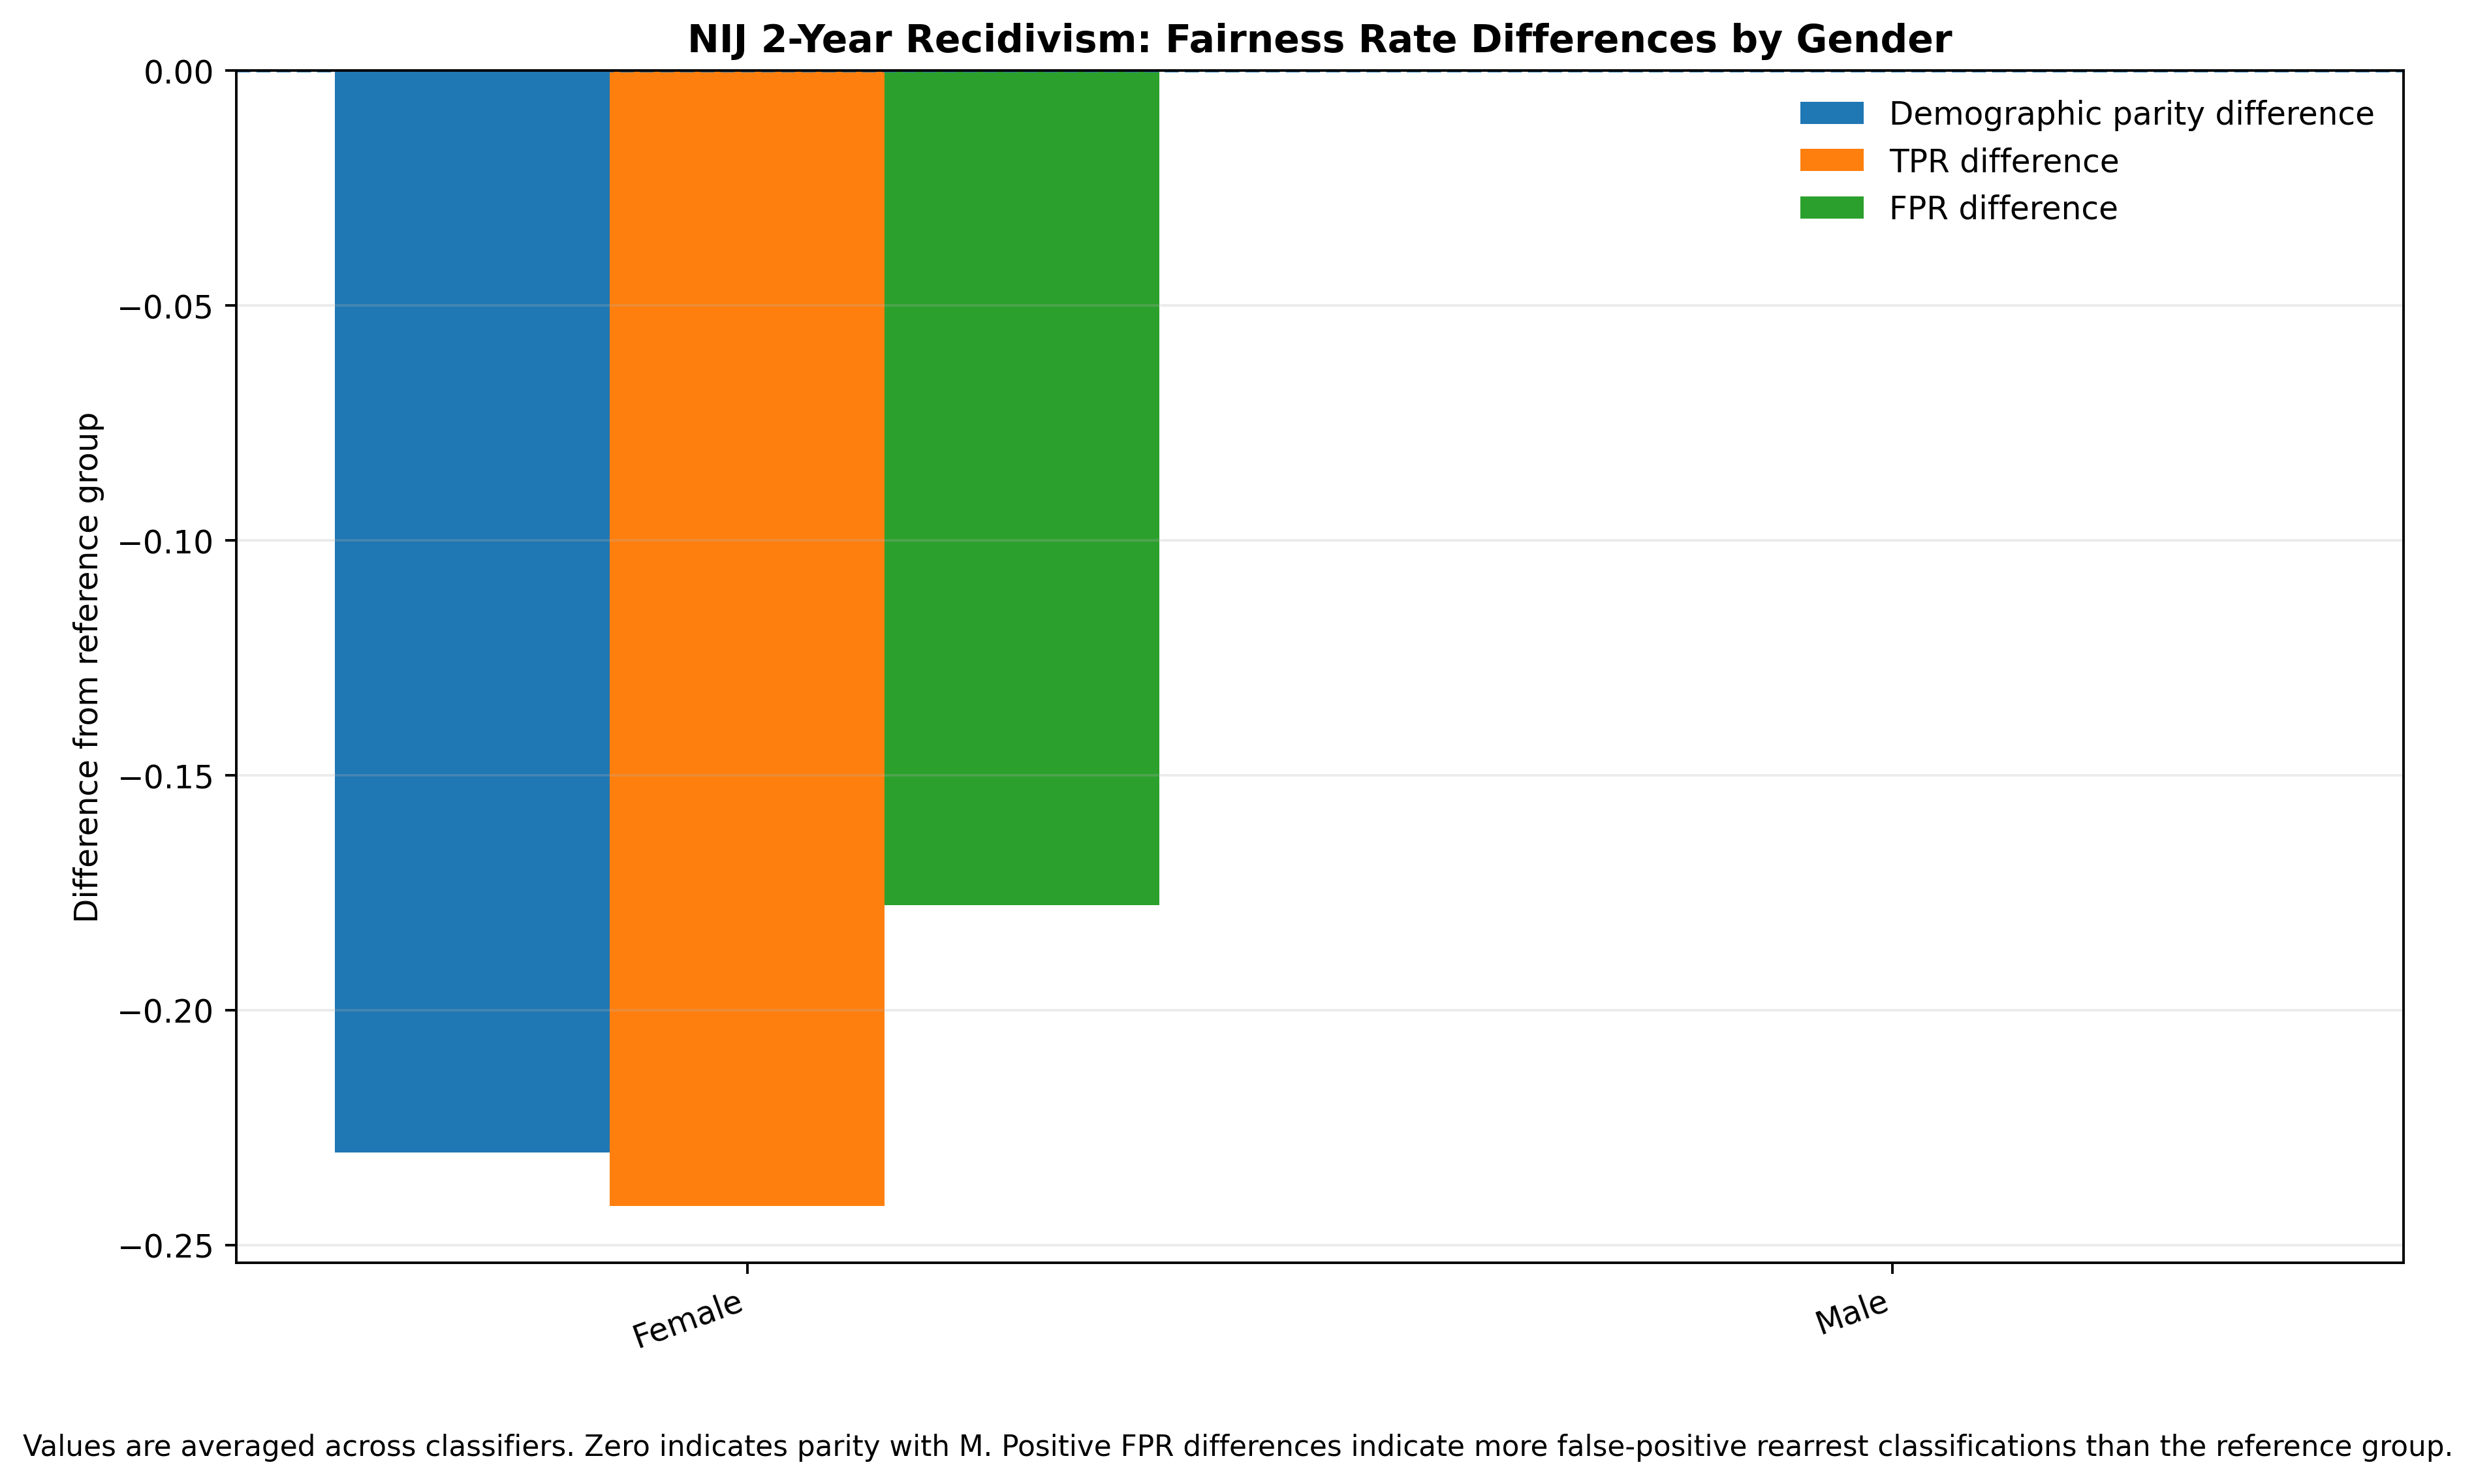 NIJ 2-Year Recidivism: Fairness Rate Differences by Gender
0.00
−0.05
−0.10
−0.15
−0.20
−0.25
Difference from reference group
Demographic parity difference
TPR difference
FPR difference
Female
Male
Values are averaged across classifiers. Zero indicates parity with M. Positive FPR differences indicate more false-positive rearrest classifications than the reference group.